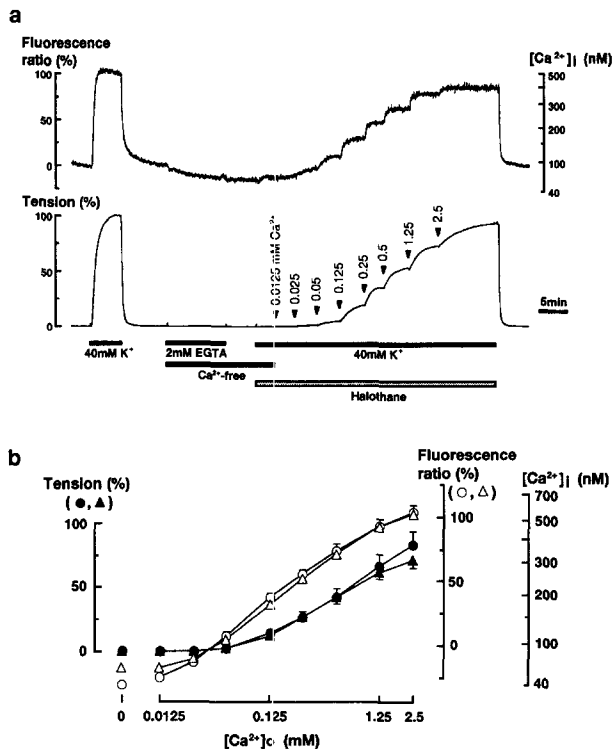 a
Fluorescence
ratio (%)
[Ca²⁺]i (nM)
100
50
0
500
300
200
100
40
Tension (%)
100
50
0
0.0125 mM Ca²⁺
0.025
0.05
0.125
0.25
0.5
1.25
2.5
5min
40mM K⁺
2mM EGTA
40mM K⁺
Ca²⁺-free
Halothane
b
Tension (%)
(●,▲)
Fluorescence
ratio (%)
(○,△)
[Ca²⁺]i (nM)
100
50
0
100
50
0
700
500
300
200
100
40
0
0.0125
0.125
1.25
2.5
[Ca²⁺]o (mM)